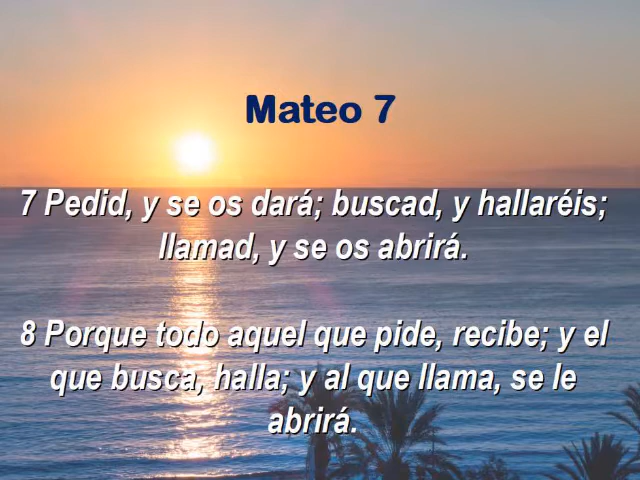 Mateo 7
7 Pedid, y se os dará; buscad, y hallaréis;
llamad, y se os abrirá.
8 Porque todo aquel que pide, recibe; y el
que busca, halla; y al que llama, se le
abrirá.